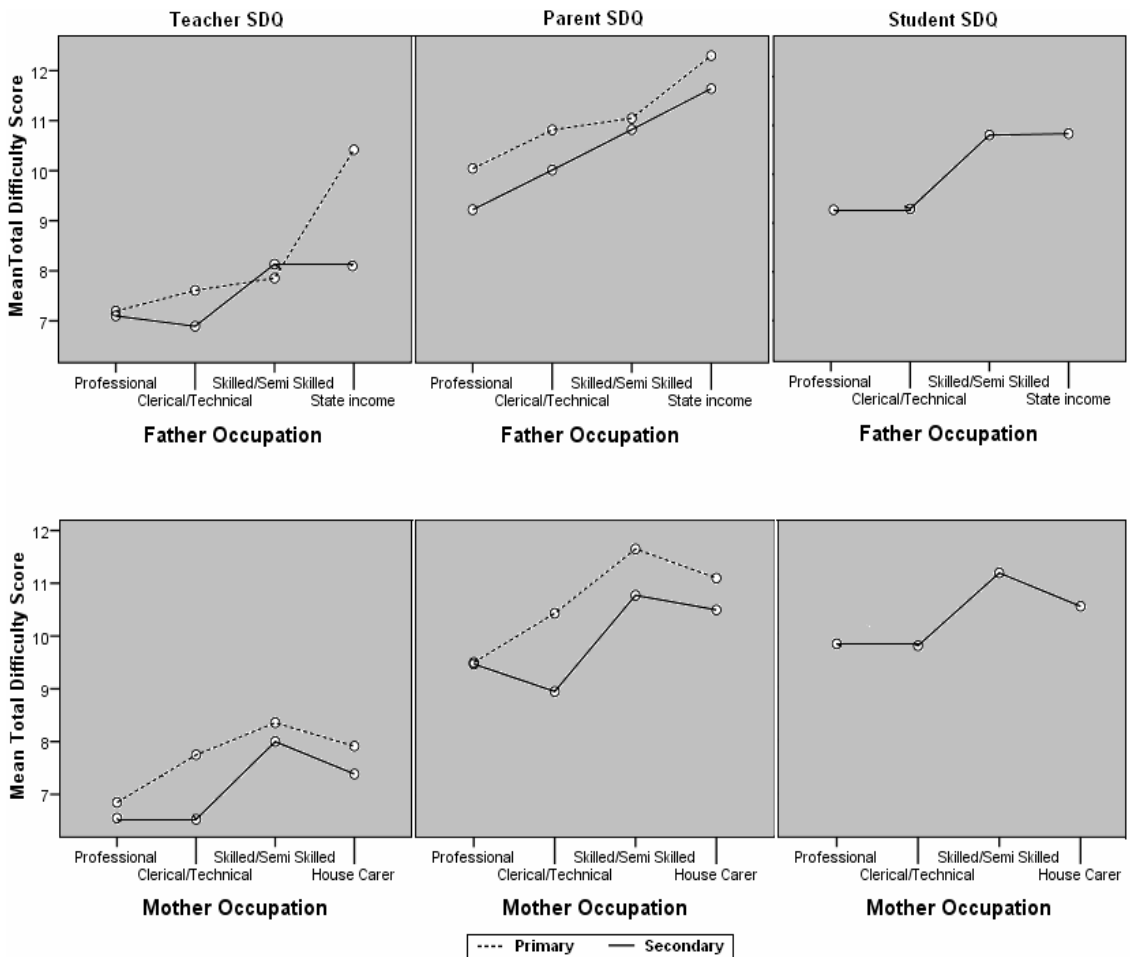 Teacher SDQ Parent SDQ Student SDQ
MeanTotal Difficulty Score
12
11
10
9
8
7
Professional Skilled/Semi Skilled Professional Skilled/Semi Skilled Professional Skilled/Semi Skilled
Clerical/Technical State income Clerical/Technical State income Clerical/Technical State income
Father Occupation Father Occupation Father Occupation
Mean Total Difficulty Score
12
11
10
9
8
7
Professional Skilled/Semi Skilled Professional Skilled/Semi Skilled Professional Skilled/Semi Skilled
Clerical/Technical House Carer Clerical/Technical House Carer Clerical/Technical House Carer
Mother Occupation Mother Occupation Mother Occupation
Primary Secondary